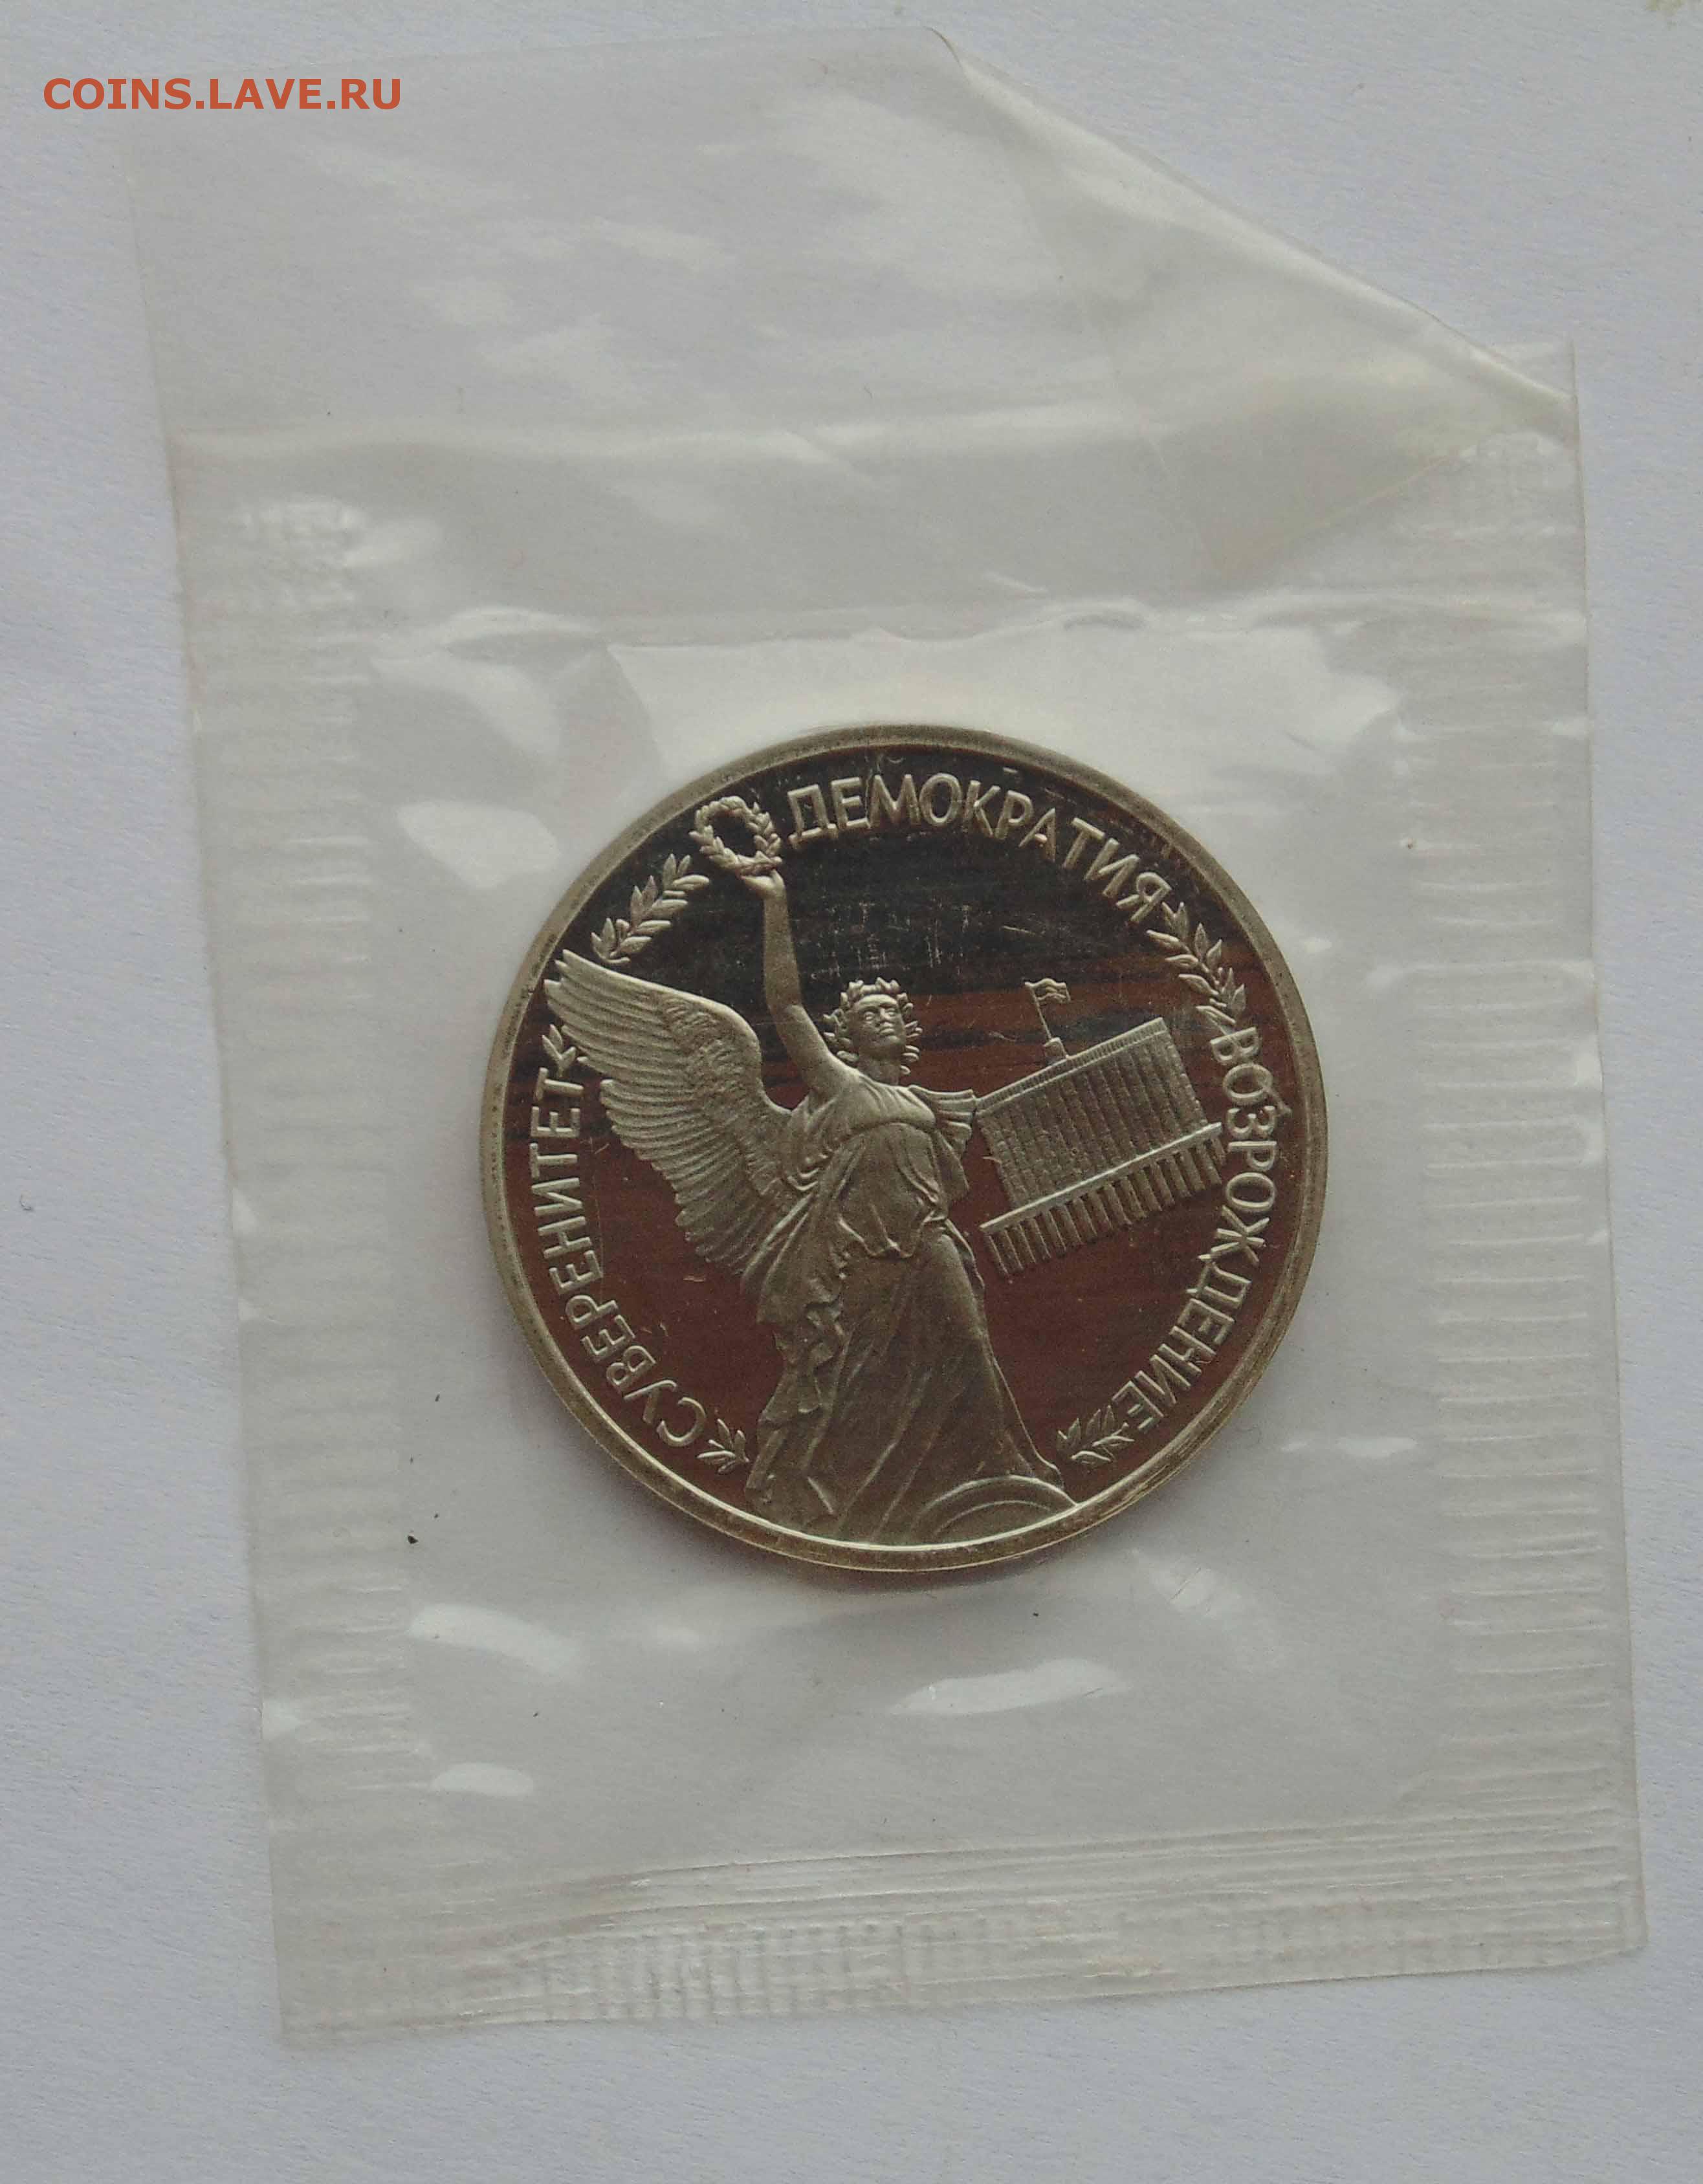 COINS.LAVE.RU
СУВЕРЕНИТЕТ
ДЕМОКРАТИЯ
ВОЗРОЖДЕНИЕ